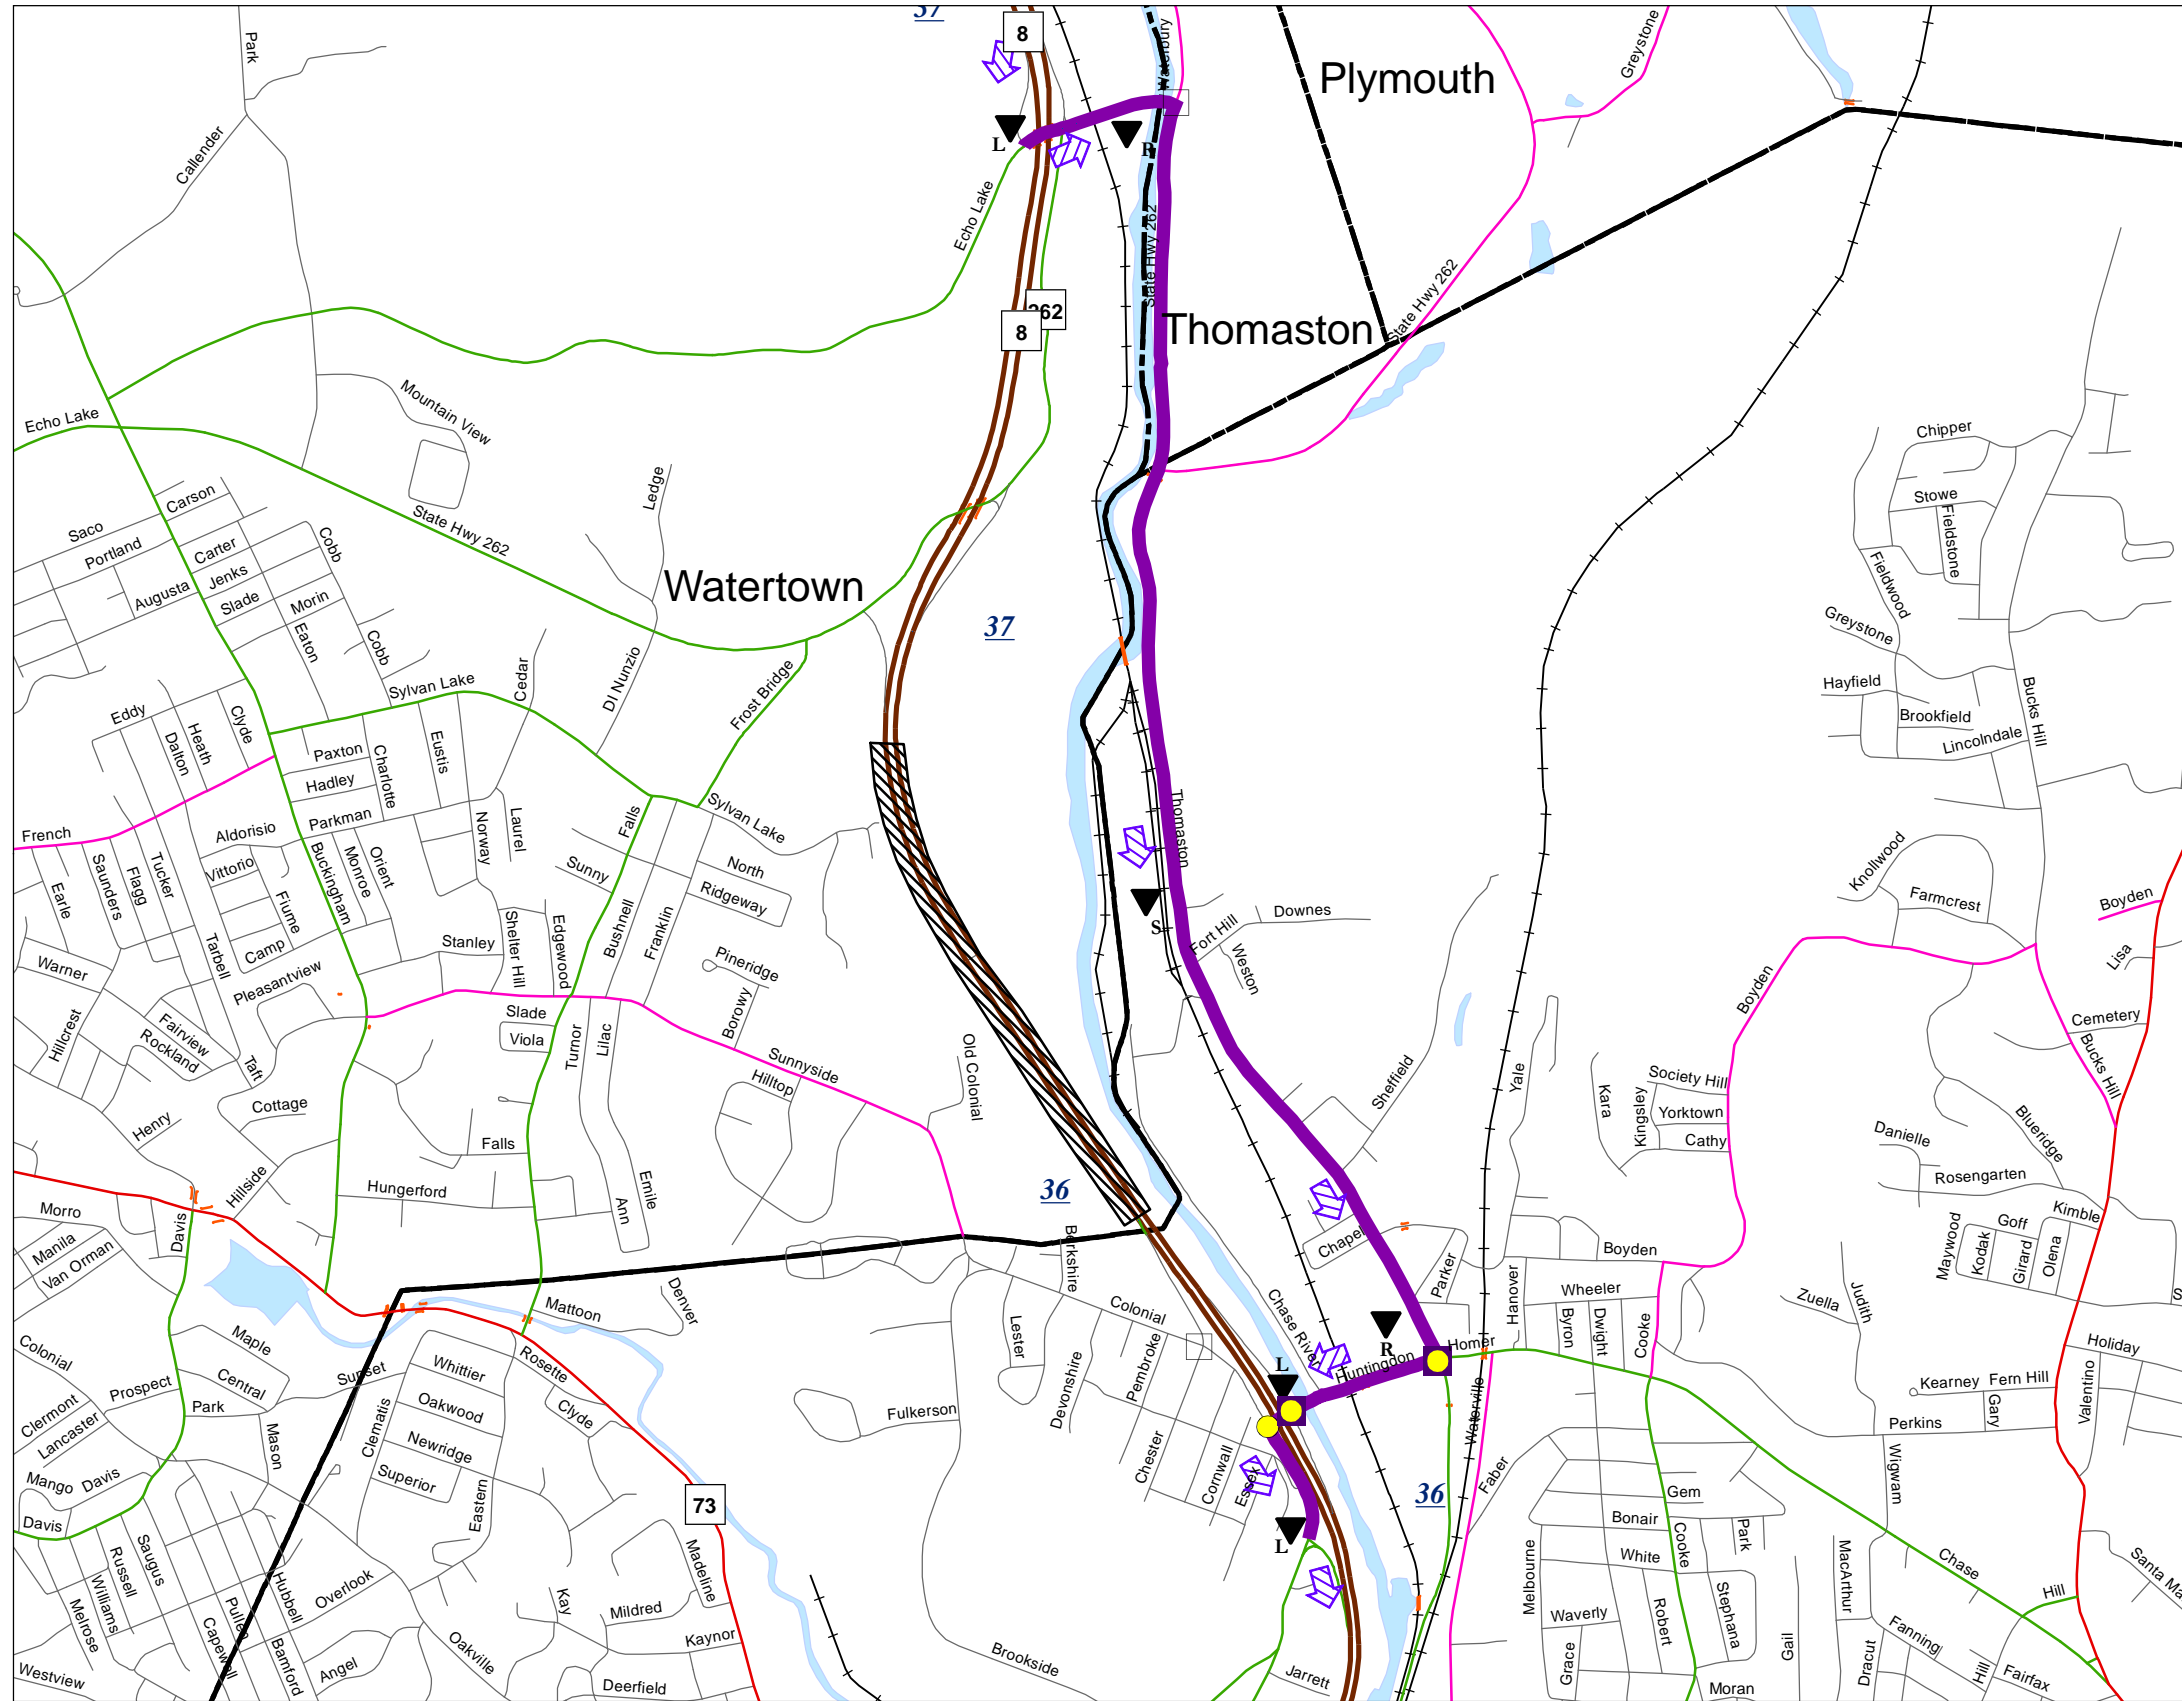 37
8
Park
Waterbury
Greystone
Plymouth
Callender
L
R
Echo Lake
State Hwy 262
State Hwy 262
262
8
Thomaston
Mountain View
Echo Lake
Chipper
Ledge
Carson
Saco
Stowe
Fieldstone
State Hwy 262
Portland
Carter
Cobb
Jenks
Augusta
Slade
Morin
Watertown
Fieldwood
Greystone
37
Eaton
Cobb
Cedar
DI Nunzio
Sylvan Lake
Frost Bridge
Hayfield
Bucks Hill
Eddy
Heath
Clyde
Dalton
Brookfield
Lincolndale
Paxton
Charlotte
Eustis
Hadley
Thomaston
French
Aldorisio
Parkman
Norway
Laurel
Falls
Sylvan Lake
Saunders
Flagg
Tucker
Vittorio
Buckingham
Monroe
Orient
Sunny
North
Knollwood
Earle
Fiume
Ridgeway
Farmcrest
Boyden
S
Downes
Fort Hill
Weston
Warner
Tarbell
Camp
Stanley
Shelter Hill
Edgewood
Bushnell
Franklin
Pineridge
Lisa
Pleasantview
Boyden
Hillcrest
Fairview
Rockland
Slade
Viola
Turnor
Lilac
Borowy
Cemetery
Taft
Sunnyside
Hilltop
Old Colonial
Sheffield
Yale
Kara
Kingsley
Society Hill
Yorktown
Cathy
Bucks Hill
Henry
Cottage
Falls
Danielle
Blueridge
Hillside
Hungerford
Ann
Emile
36
Rosengarten
Morro
Manila
Van Orman
Davis
Berkshire
Chapel
Parker
Hanover
Boyden
Maywood
Kodak
Goff
Girard
Olena
Kimble
Wheeler
Mattoon
Denver
Colonial
Chase River
Byron
Dwight
Cooke
Zuella
Judith
S
Colonial
Maple
Sunset
Whittier
Rosette
Lester
Pembroke
L
R
Huntingdon
Homer
Holiday
Central
Prospect
Park
Devonshire
Kearney
Fern Hill
Clermont
Lancaster
Clematis
Oakwood
Clyde
Fulkerson
Waterville
Gary
Valentino
Perkins
Mason
Newridge
Mango
Davis
Superior
Chester
Cornwall
Essex
Faber
Wigwam
36
Gem
73
Davis
Eastern
Bonair
Cooke
Park
L
Saugus
Russell
Williams
Melrose
Madeline
Melbourne
White
MacArthur
Chase
Santa Ma
Hubbell
Overlook
Pullen
Capewell
Bamford
Kay
Mildred
Waverly
Robert
Stephana
Hill
Kaynor
Oakville
Angel
Brookside
Gail
Dracut
Fanning
Westview
Deerfield
Jarrett
Grace
Moran
Hill
Fairfax